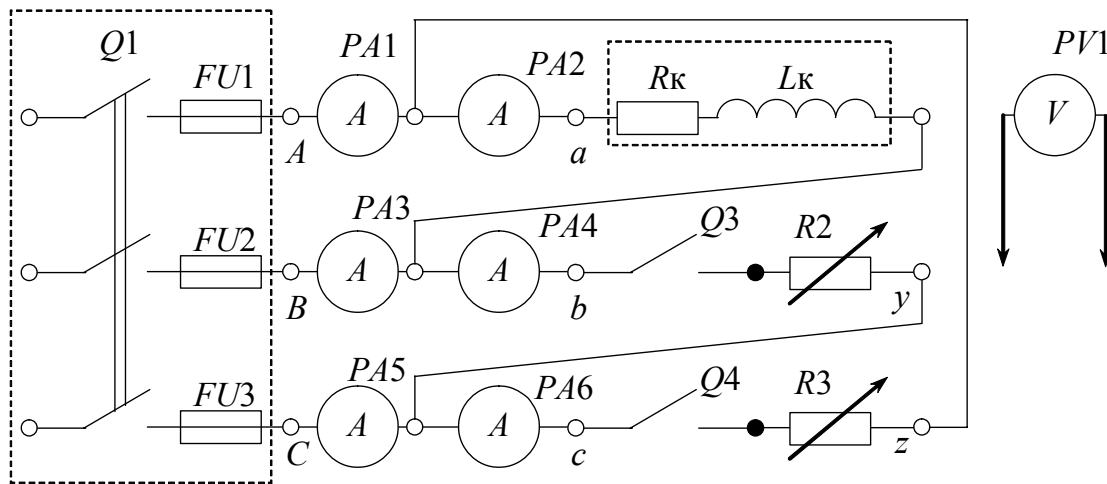 Q1 FU1 PA1 PA2 Rк Lк PV1
A A A a V
FU2 PA3 PA4 Q3 R2
B A A b y
FU3 PA5 PA6 Q4 R3
C A A c z